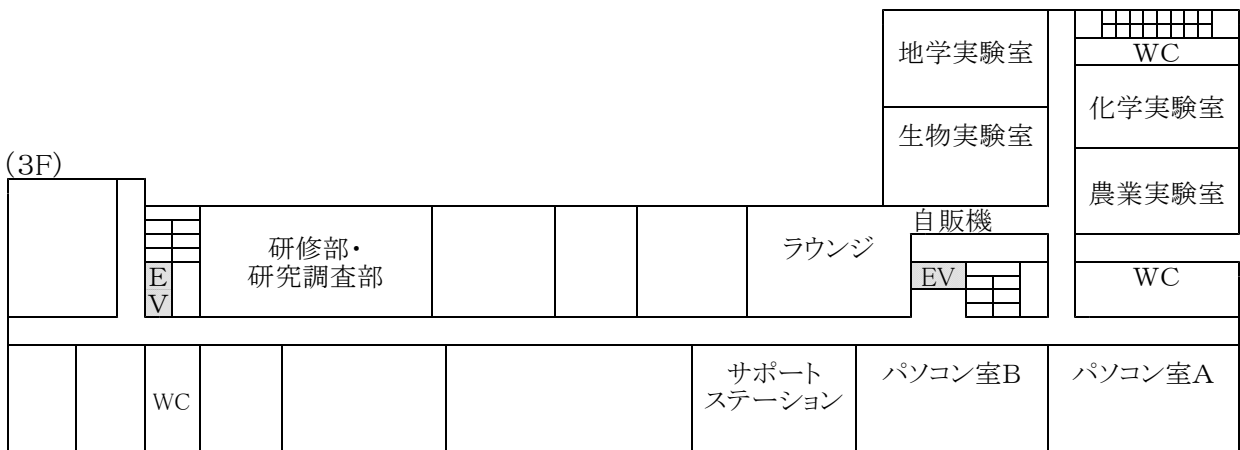 地学実験室
WC
化学実験室
生物実験室
(3F)
農業実験室
自販機
研修部・
研究調査部
ラウンジ
E
V
EV
WC
サポート
ステーション
パソコン室B
パソコン室A
WC